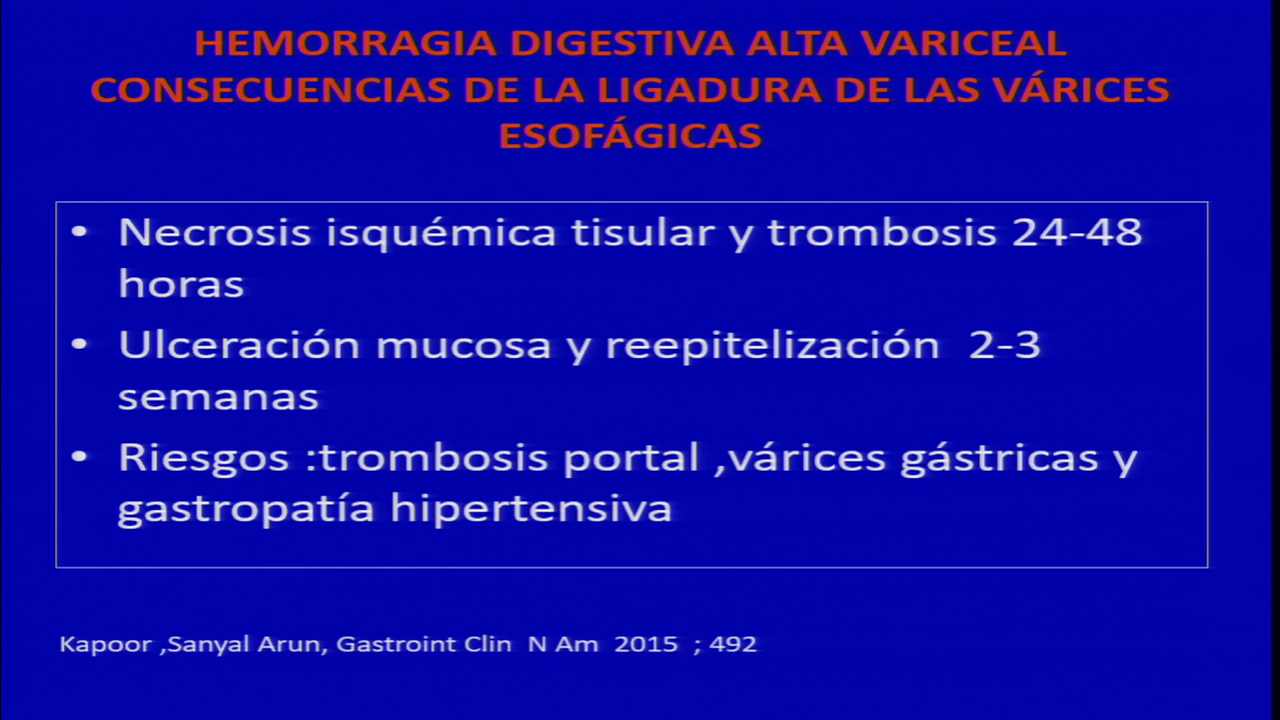 HEMORRAGIA DIGESTIVA ALTA VARICEAL
CONSECUENCIAS DE LA LIGADURA DE LAS VÁRICES
ESOFÁGICAS
• Necrosis isquémica tisular y trombosis 24-48
horas
• Ulceración mucosa y reepitelización 2-3
semanas
• Riesgos :trombosis portal ,várices gástricas y
gastropatía hipertensiva
Kapoor ,Sanyal Arun, Gastroint Clin N Am 2015 ; 492